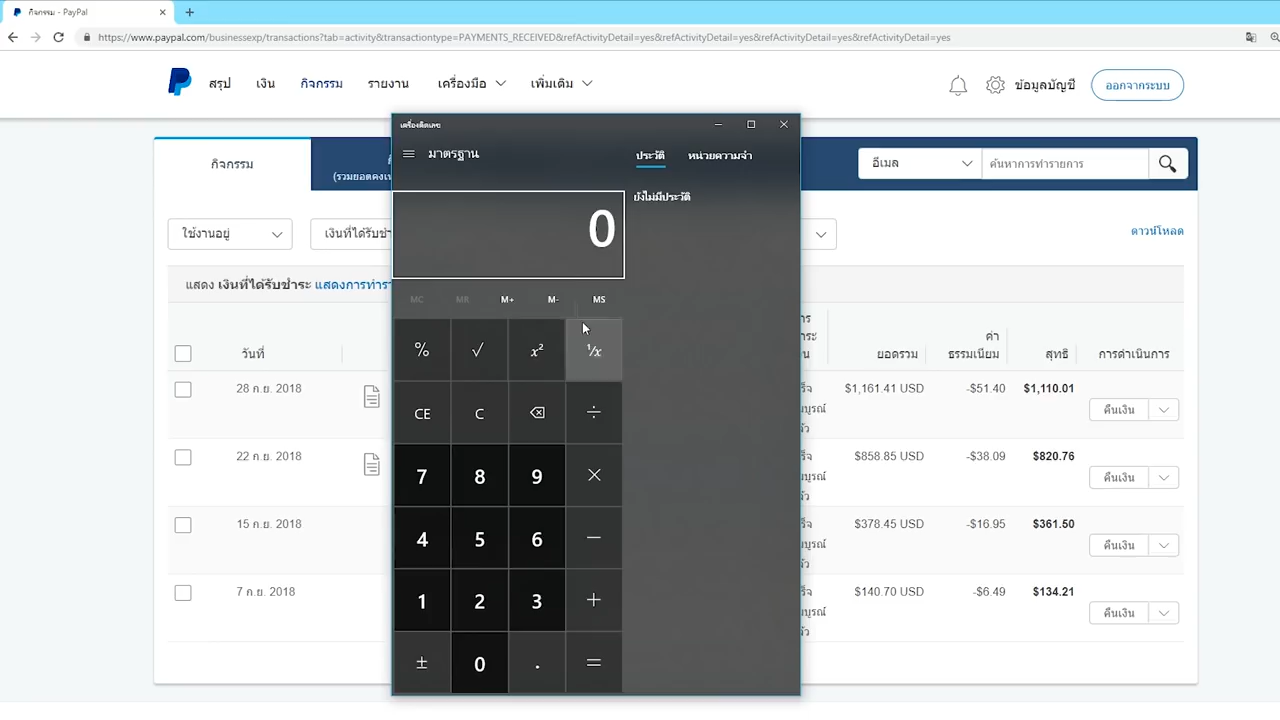 กิจกรรม - PayPal
https://www.paypal.com/businessexp/transactions?tab=activity&transactiontype=PAYMENTS_RECEIVED&refActivityDetail=yes&refActivityDetail=yes&refActivityDetail=yes&refActivityDetail=yes
สรุป เงิน กิจกรรม รายงาน เครื่องมือ เพิ่มเติม ข้อมูลบัญชี ออกจากระบบ
เครื่องคิดเลข
มาตรฐาน ประวัติ หน่วยความจำ
กิจกรรม อีเมล ค้นหาการทำรายการ
ยังไม่มีประวัติ
0
ใช้งานอยู่ ดาวน์โหลด
แสดง เงินที่ได้รับชำระ
MC MR M+ M- MS
% √ x² ¹/x
CE C ÷
7 8 9 ×
4 5 6 −
1 2 3 +
± 0 . =
วันที่ ยอดรวม ค่าธรรมเนียม สุทธิ การดำเนินการ
28 ก.ย. 2018 $1,161.41 USD -$51.40 $1,110.01 คืนเงิน
22 ก.ย. 2018 $858.85 USD -$38.09 $820.76 คืนเงิน
15 ก.ย. 2018 $378.45 USD -$16.95 $361.50 คืนเงิน
7 ก.ย. 2018 $140.70 USD -$6.49 $134.21 คืนเงิน